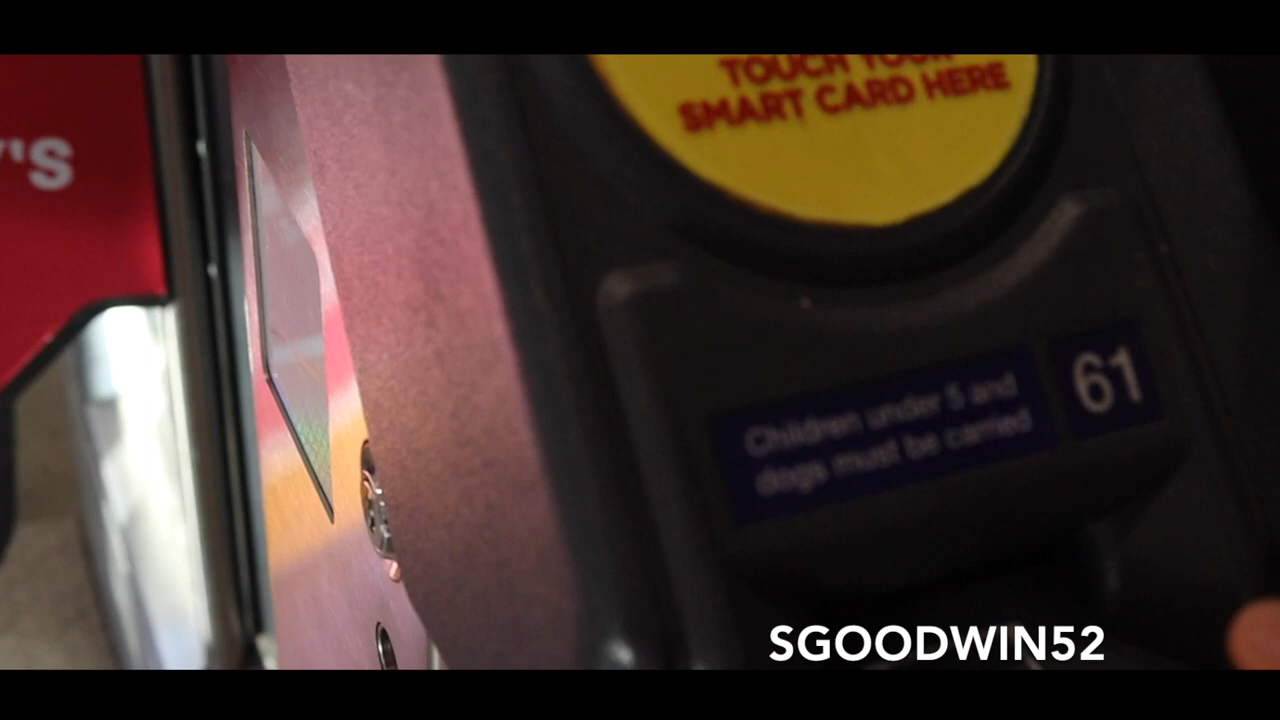 'S
TOUCH YOUR
SMART CARD HERE
61
Children under 5 and
dogs must be carried
SGOODWIN52